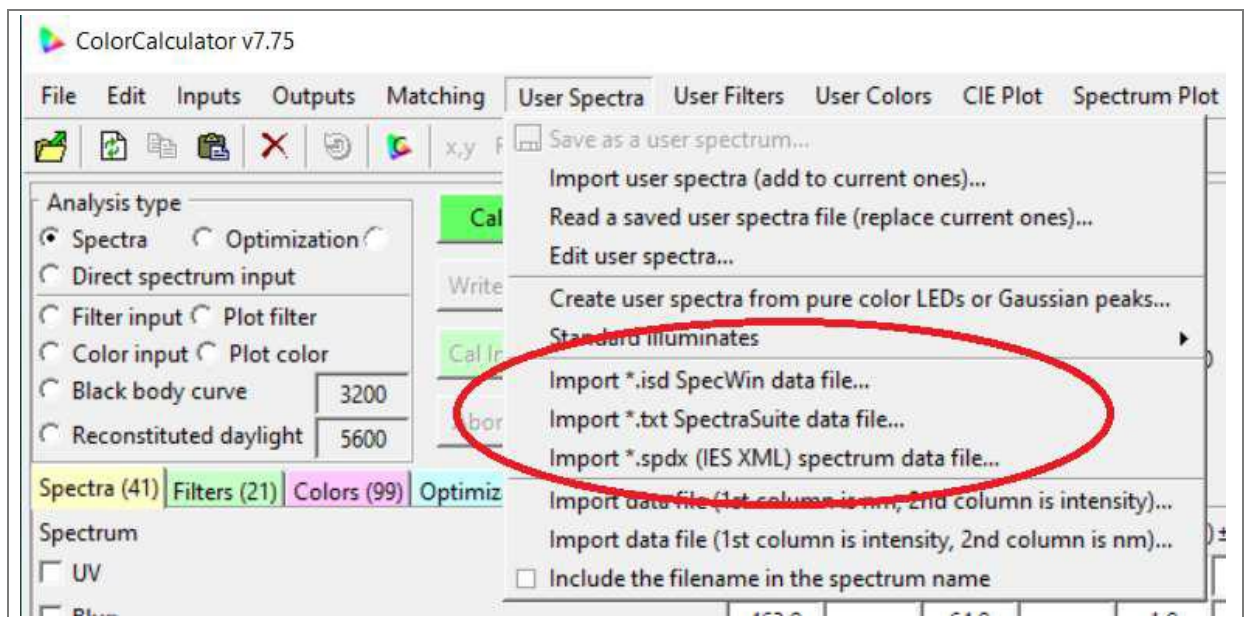 ColorCalculator v7.75
File Edit Inputs Outputs Matching User Spectra User Filters User Colors CIE Plot Spectrum Plot
x,y
Save as a user spectrum...
Import user spectra (add to current ones)...
Read a saved user spectra file (replace current ones)...
Edit user spectra...
Create user spectra from pure color LEDs or Gaussian peaks...
Standard illuminates
Import *.isd SpecWin data file...
Import *.txt SpectraSuite data file...
Import *.spdx (IES XML) spectrum data file...
Import data file (1st column is nm, 2nd column is intensity)...
Import data file (1st column is intensity, 2nd column is nm)...
Include the filename in the spectrum name
Analysis type
Spectra Optimization
Direct spectrum input
Filter input Plot filter
Color input Plot color
Black body curve 3200
Reconstituted daylight 5600
Cal
Write
Cal
Spectra (41) Filters (21) Colors (99) Optimiz
Spectrum
UV